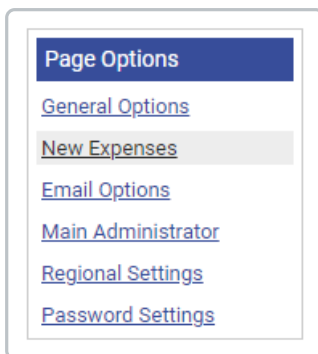 Page Options
General Options
New Expenses
Email Options
Main Administrator
Regional Settings
Password Settings